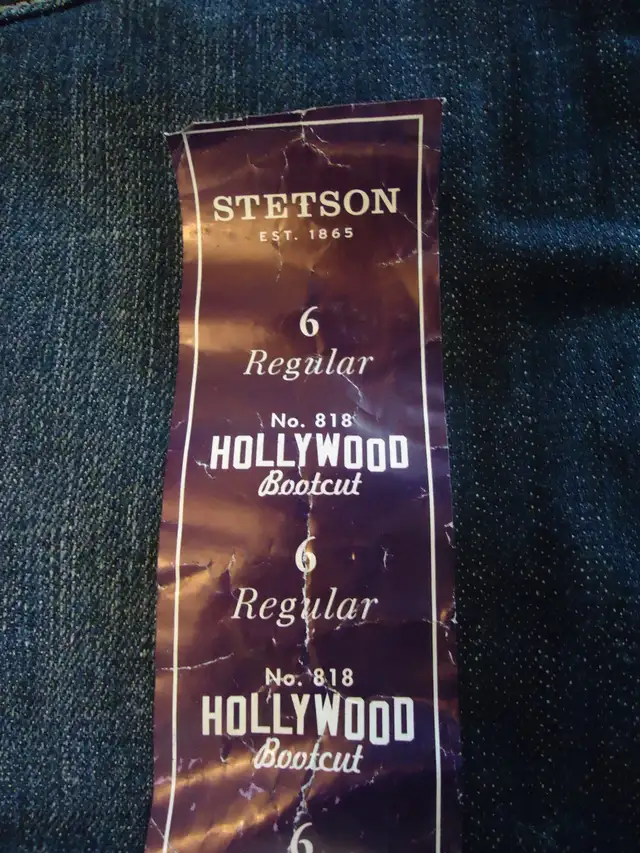 STETSON
EST. 1865
6
Regular
No. 818
HOLLYWOOD
Bootcut
6
Regular
No. 818
HOLLYWOOD
Bootcut
6